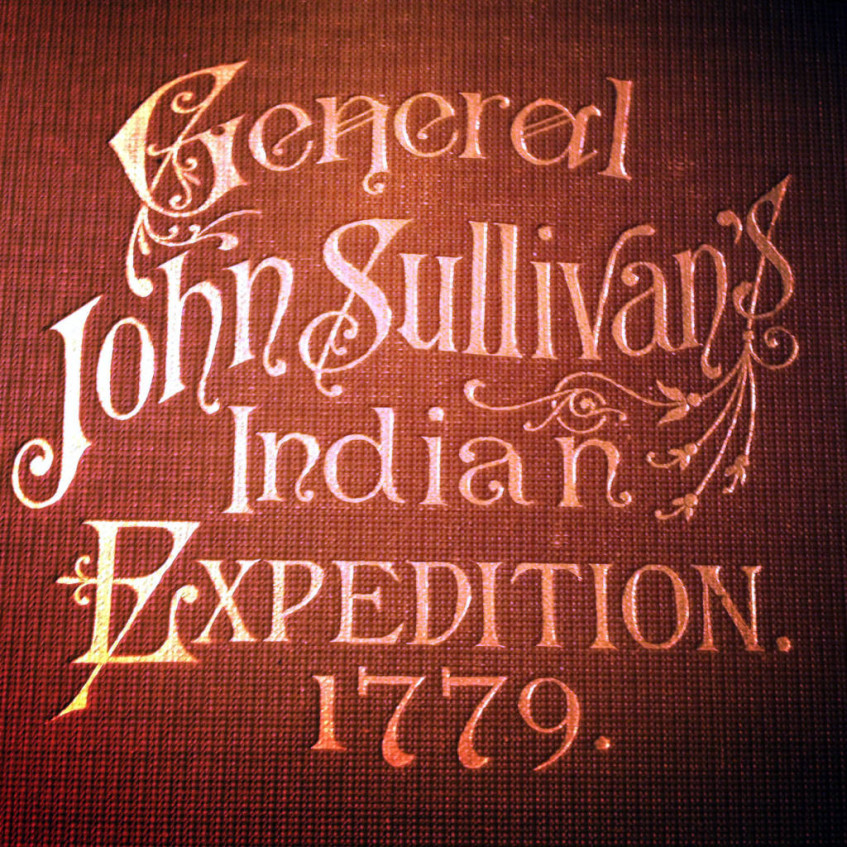 General
John Sullivan's
Indian
EXPEDITION.
1779.